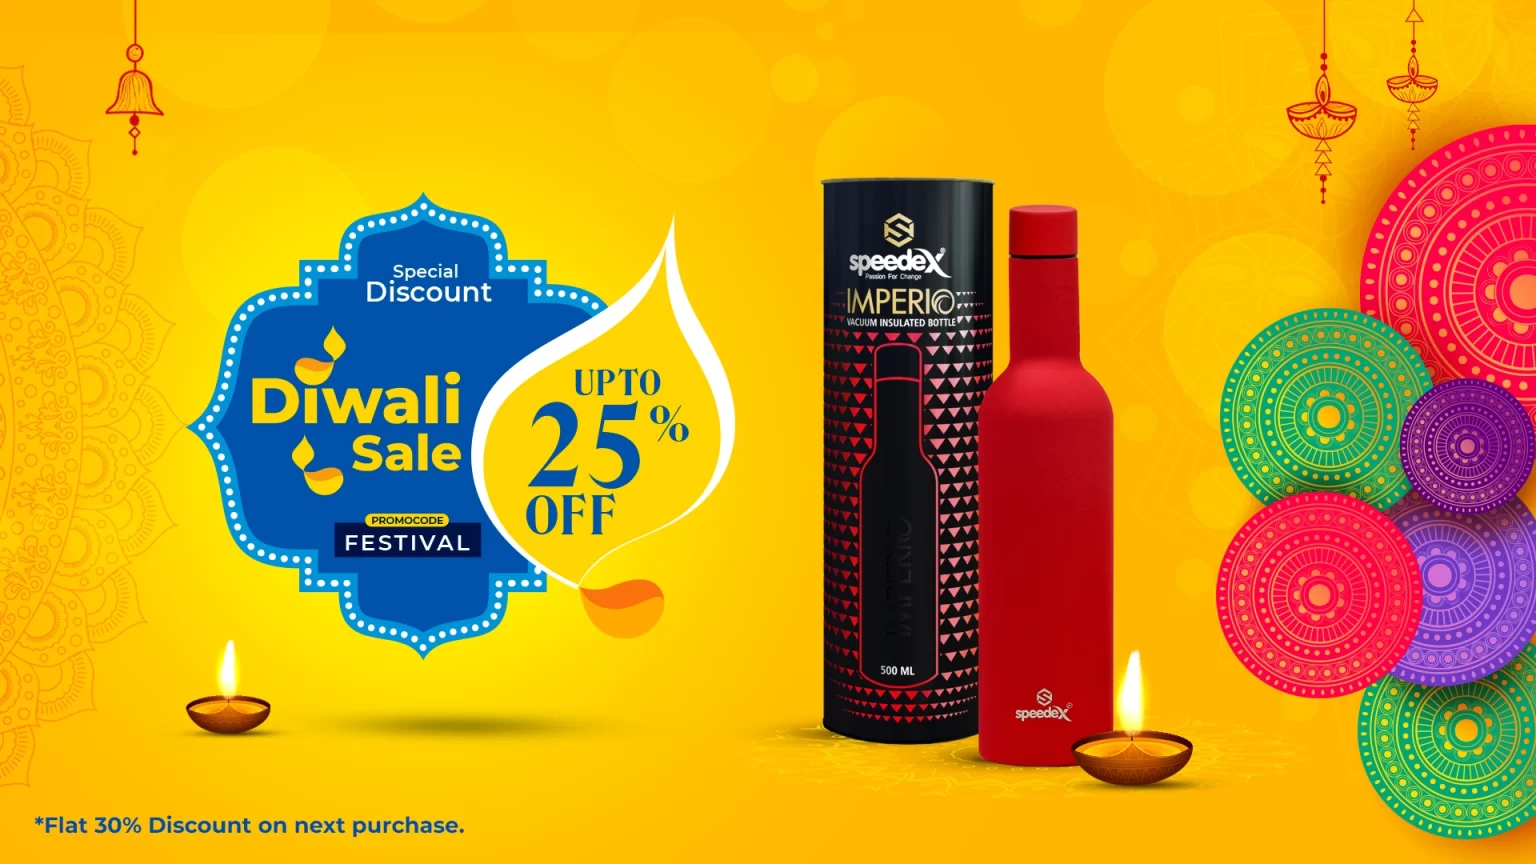 Special
Discount
Diwali
Sale
PROMOCODE
FESTIVAL
UPTO
25%
OFF
speedeX®
Passion For Change
IMPERIO
VACUUM INSULATED BOTTLE
IMPERIO
500 ML
speedeX®
*Flat 30% Discount on next purchase.